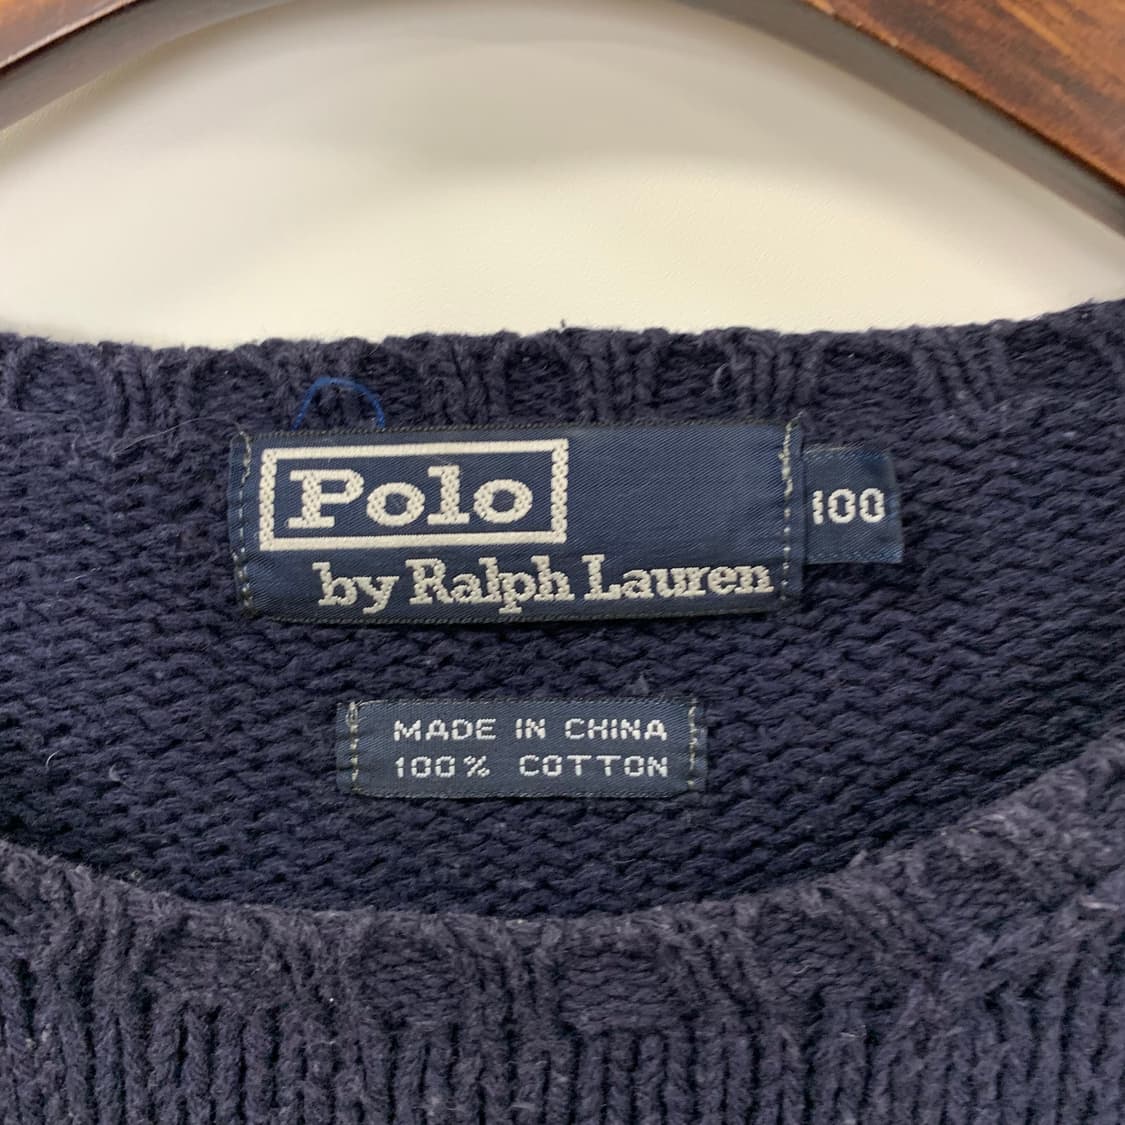 Polo
by Ralph Lauren
100
MADE IN CHINA
100% COTTON